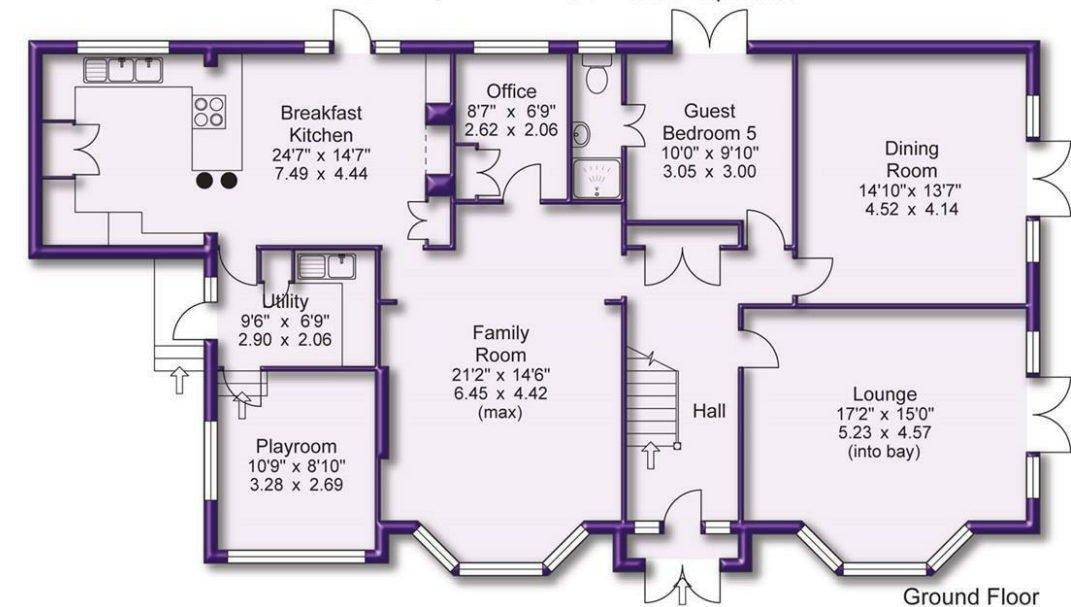 Breakfast
Kitchen
24'7" x 14'7"
7.49 x 4.44
Office
8'7" x 6'9"
2.62 x 2.06
Guest
Bedroom 5
10'0" x 9'10"
3.05 x 3.00
Dining
Room
14'10" x 13'7"
4.52 x 4.14
Utility
9'6" x 6'9"
2.90 x 2.06
Family
Room
21'2" x 14'6"
6.45 x 4.42
(max)
Hall
Lounge
17'2" x 15'0"
5.23 x 4.57
(into bay)
Playroom
10'9" x 8'10"
3.28 x 2.69
Ground Floor